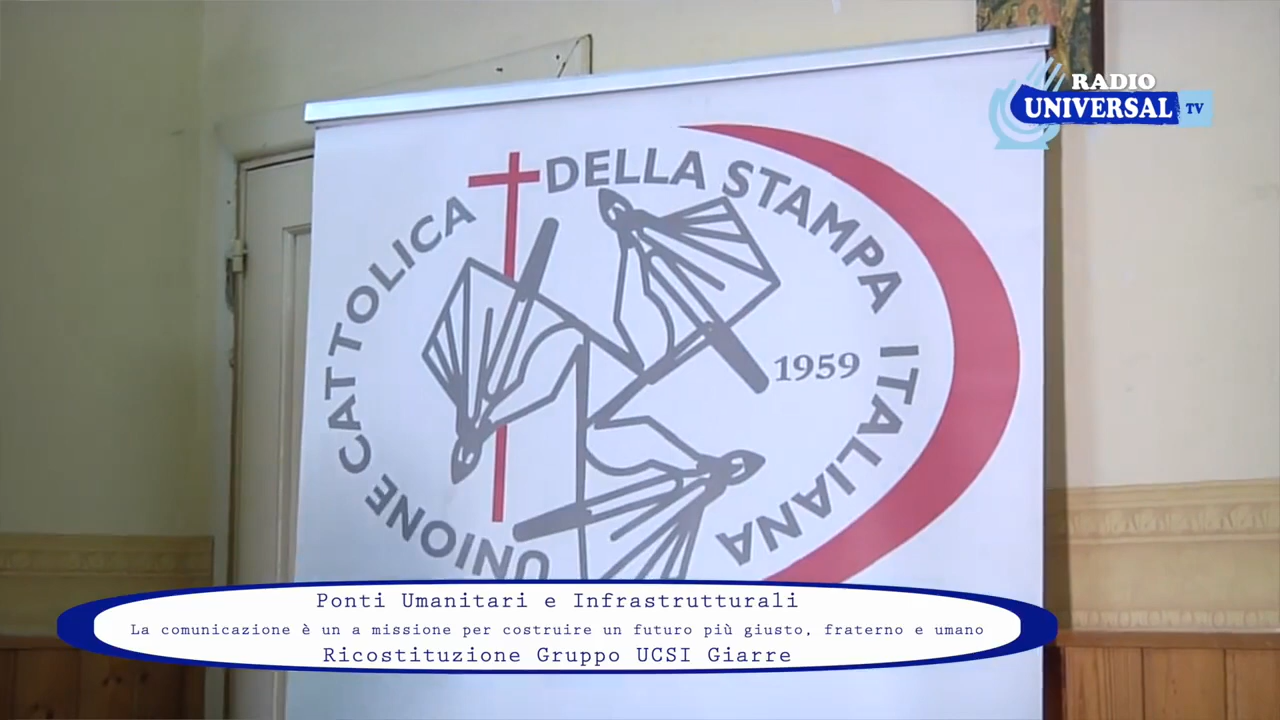 RADIO
UNIVERSAL TV
UNIONE CATTOLICA DELLA STAMPA ITALIANA
1959
Ponti Umanitari e Infrastrutturali
La comunicazione è un a missione per costruire un futuro più giusto, fraterno e umano
Ricostituzione Gruppo UCSI Giarre